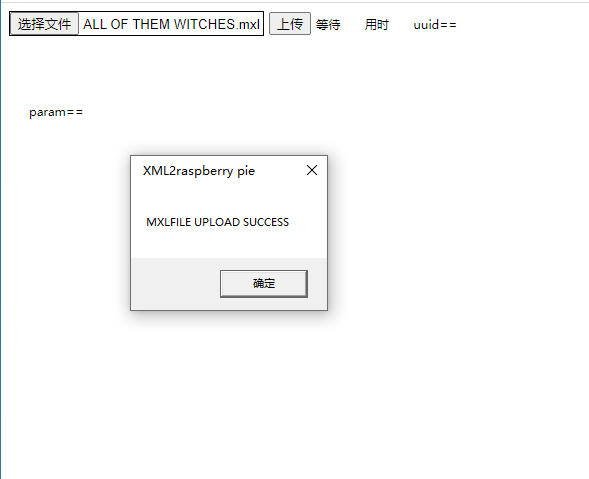 选择文件 ALL OF THEM WITCHES.mxl 上传 等待 用时 uuid==
param==
XML2raspberry pie
MXLFILE UPLOAD SUCCESS
确定